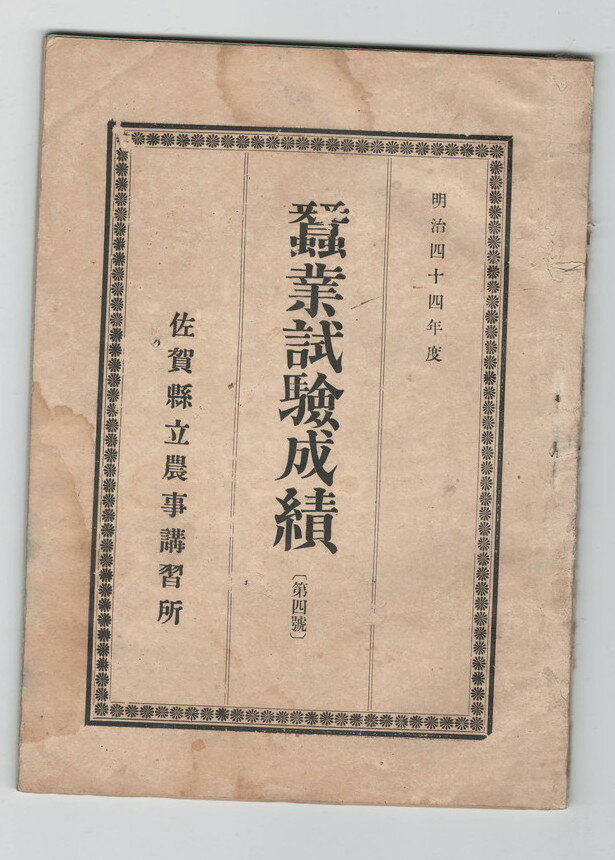 明治四十四年度
蠶業試驗成績
〔第四號〕
佐賀縣立農事講習所